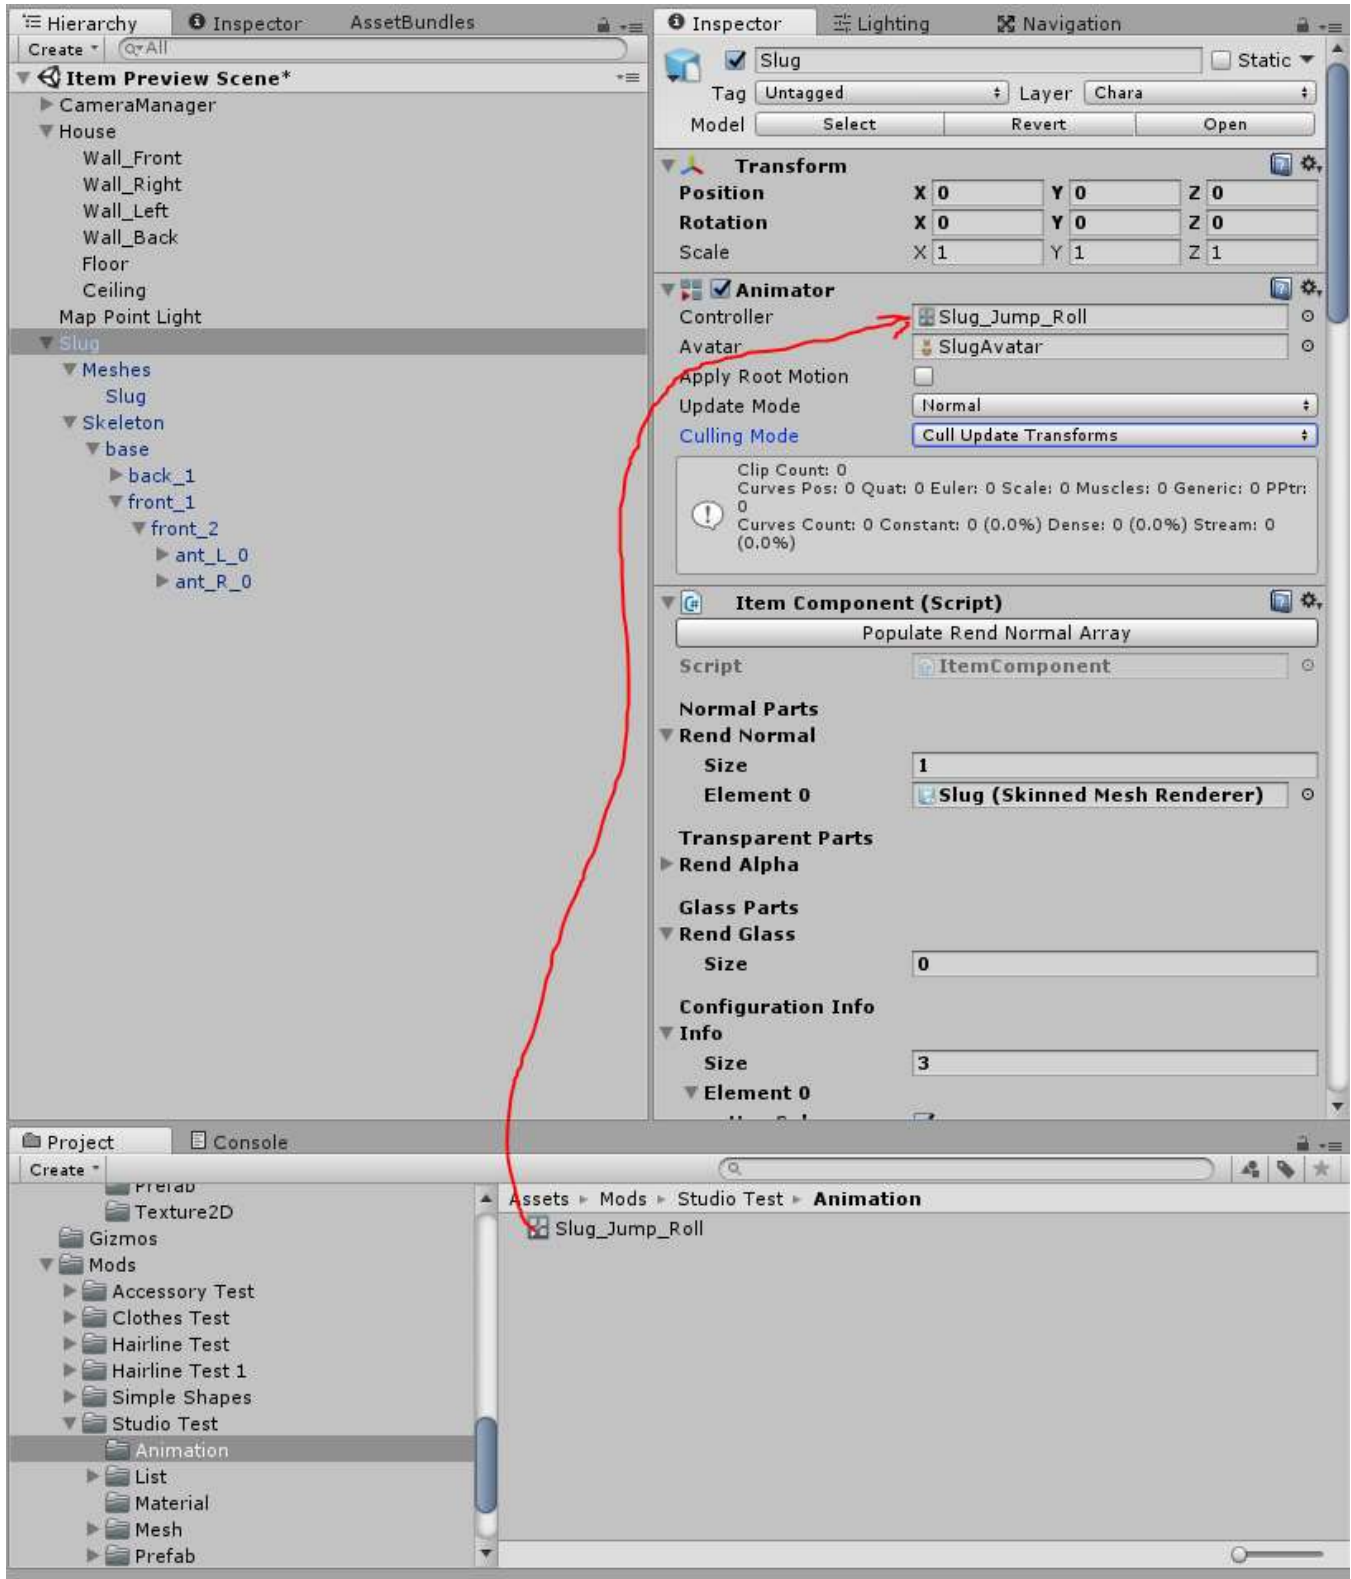 Hierarchy
Inspector
AssetBundles
Create
All
Item Preview Scene*
CameraManager
House
Wall_Front
Wall_Right
Wall_Left
Wall_Back
Floor
Ceiling
Map Point Light
Slug
Meshes
Slug
Skeleton
base
back_1
front_1
front_2
ant_L_0
ant_R_0
Inspector
Lighting
Navigation
Slug
Static
Tag Untagged Layer Chara
Model Select Revert Open
Transform
Position X 0 Y 0 Z 0
Rotation X 0 Y 0 Z 0
Scale X 1 Y 1 Z 1
Animator
Controller Slug_Jump_Roll
Avatar SlugAvatar
Apply Root Motion
Update Mode Normal
Culling Mode Cull Update Transforms
Clip Count: 0
Curves Pos: 0 Quat: 0 Euler: 0 Scale: 0 Muscles: 0 Generic: 0 PPtr:
0
Curves Count: 0 Constant: 0 (0.0%) Dense: 0 (0.0%) Stream: 0
(0.0%)
Item Component (Script)
Populate Rend Normal Array
Script ItemComponent
Normal Parts
Rend Normal
Size 1
Element 0 Slug (Skinned Mesh Renderer)
Transparent Parts
Rend Alpha
Glass Parts
Rend Glass
Size 0
Configuration Info
Info
Size 3
Element 0
Project
Console
Create
Prefab
Texture2D
Gizmos
Mods
Accessory Test
Clothes Test
Hairline Test
Hairline Test 1
Simple Shapes
Studio Test
Animation
List
Material
Mesh
Prefab
Assets Mods Studio Test Animation
Slug_Jump_Roll